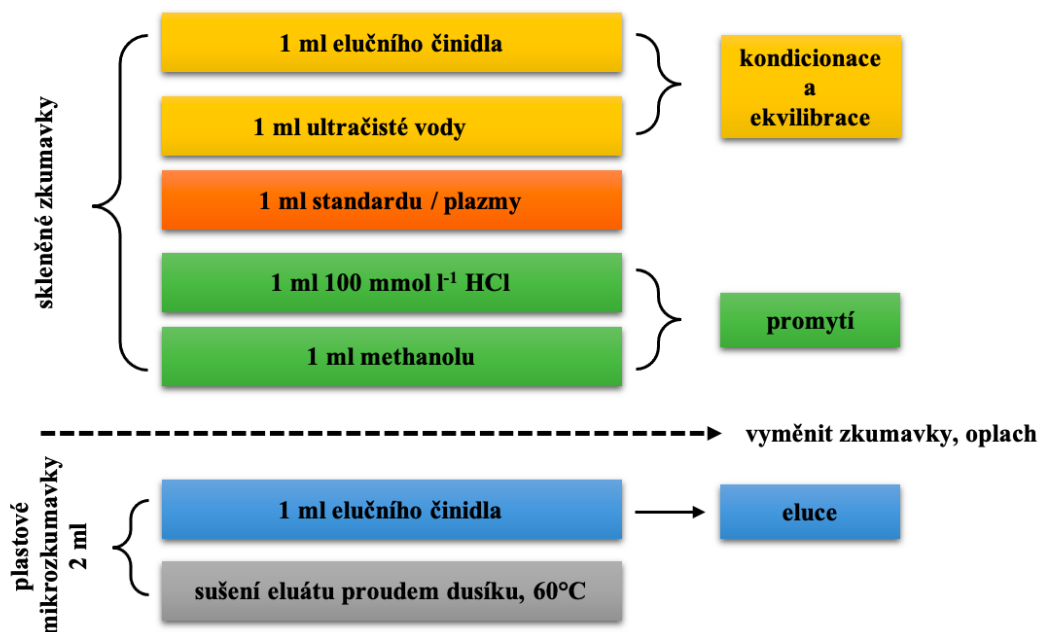 skleněné zkumavky
1 ml elučního činidla
1 ml ultračisté vody
kondicionace
a
ekvilibrace
1 ml standardu / plazmy
1 ml 100 mmol l⁻¹ HCl
1 ml methanolu
promytí
vyměnit zkumavky, oplach
plastové
mikrozkumavky
2 ml
1 ml elučního činidla
eluce
sušení eluátu proudem dusíku, 60°C